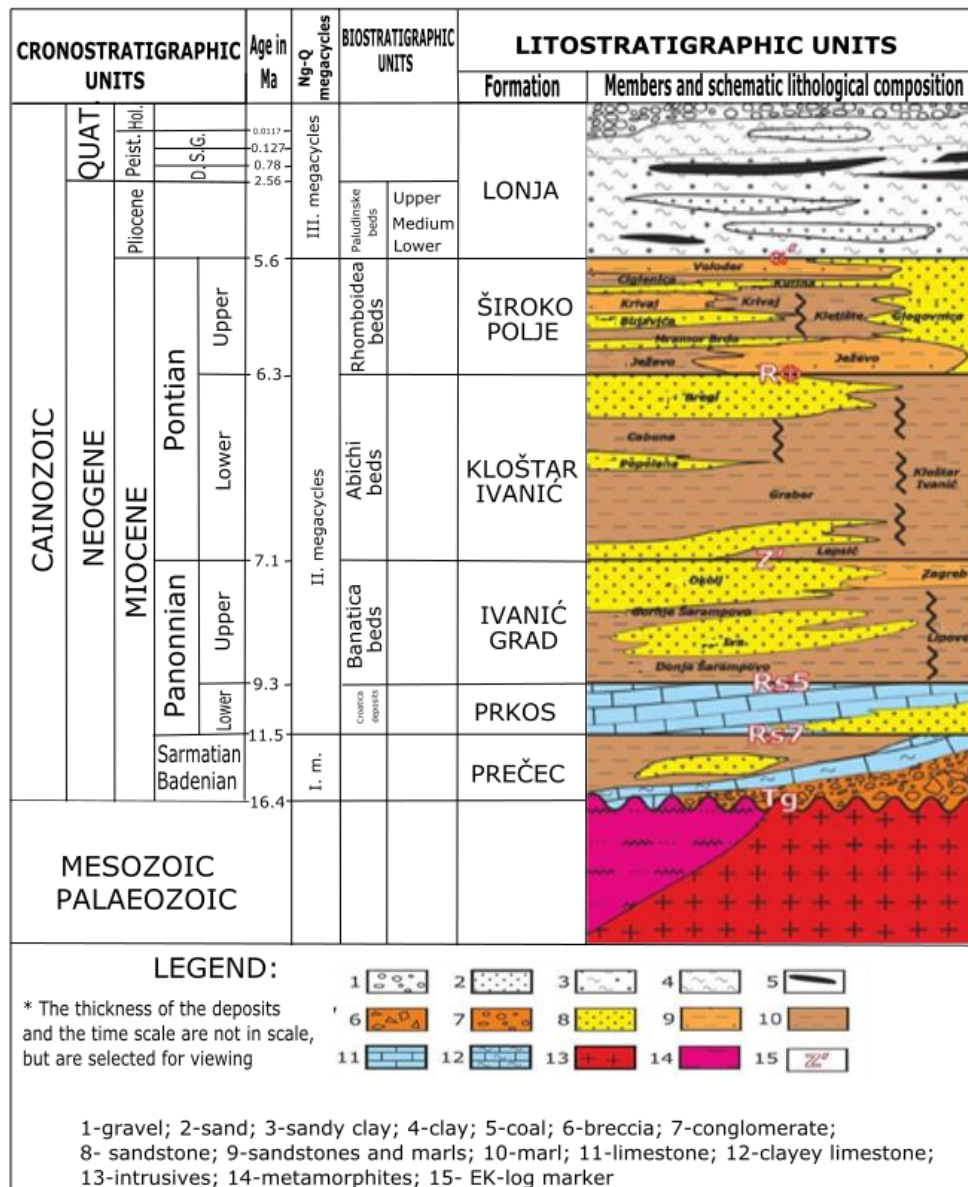 CRONOSTRATIGRAPHIC UNITS
Age in Ma
Ng-Q megacycles
BIOSTRATIGRAPHIC UNITS
LITOSTRATIGRAPHIC UNITS
Formation
Members and schematic lithological composition
CAINOZOIC
QUAT
NEOGENE
Hol.
Peist.
D. S. G.
Pliocene
MIOCENE
Pontian
Upper
Lower
Panonnian
Upper
Lower
Sarmatian
Badenian
MESOZOIC
PALAEOZOIC
0.0117
0.127
0.78
2.56
5.6
6.3
7.1
9.3
11.5
16.4
III. megacycles
II. megacycles
I. m.
Paludinske beds
Upper
Medium
Lower
Rhomboidea beds
Abichi beds
Banatica beds
Croatica deposits
LONJA
ŠIROKO POLJE
KLOŠTAR IVANIĆ
IVANIĆ GRAD
PRKOS
PREČEC
α'
Voloder
Ciglenica
Kutina
Krivaj
Krivaj
Kletište
Glogovnica
Mramor Brdo
Ježevo
Ježevo
Bregi
Cabuna
Graber
Kloštar Ivanić
Lepsić
Z'
Okolj
Zagreb
Gornje Šarampovo
Iva
Lipove
Donje Šarampovo
Rs5
Rs7
Tg
LEGEND:
* The thickness of the deposits
and the time scale are not in scale,
but are selected for viewing
1 2 3 4 5
6 7 8 9 10
11 12 13 14 15
1-gravel; 2-sand; 3-sandy clay; 4-clay; 5-coal; 6-breccia; 7-conglomerate;
8- sandstone; 9-sandstones and marls; 10-marl; 11-limestone; 12-clayey limestone;
13-intrusives; 14-metamorphites; 15- EK-log marker